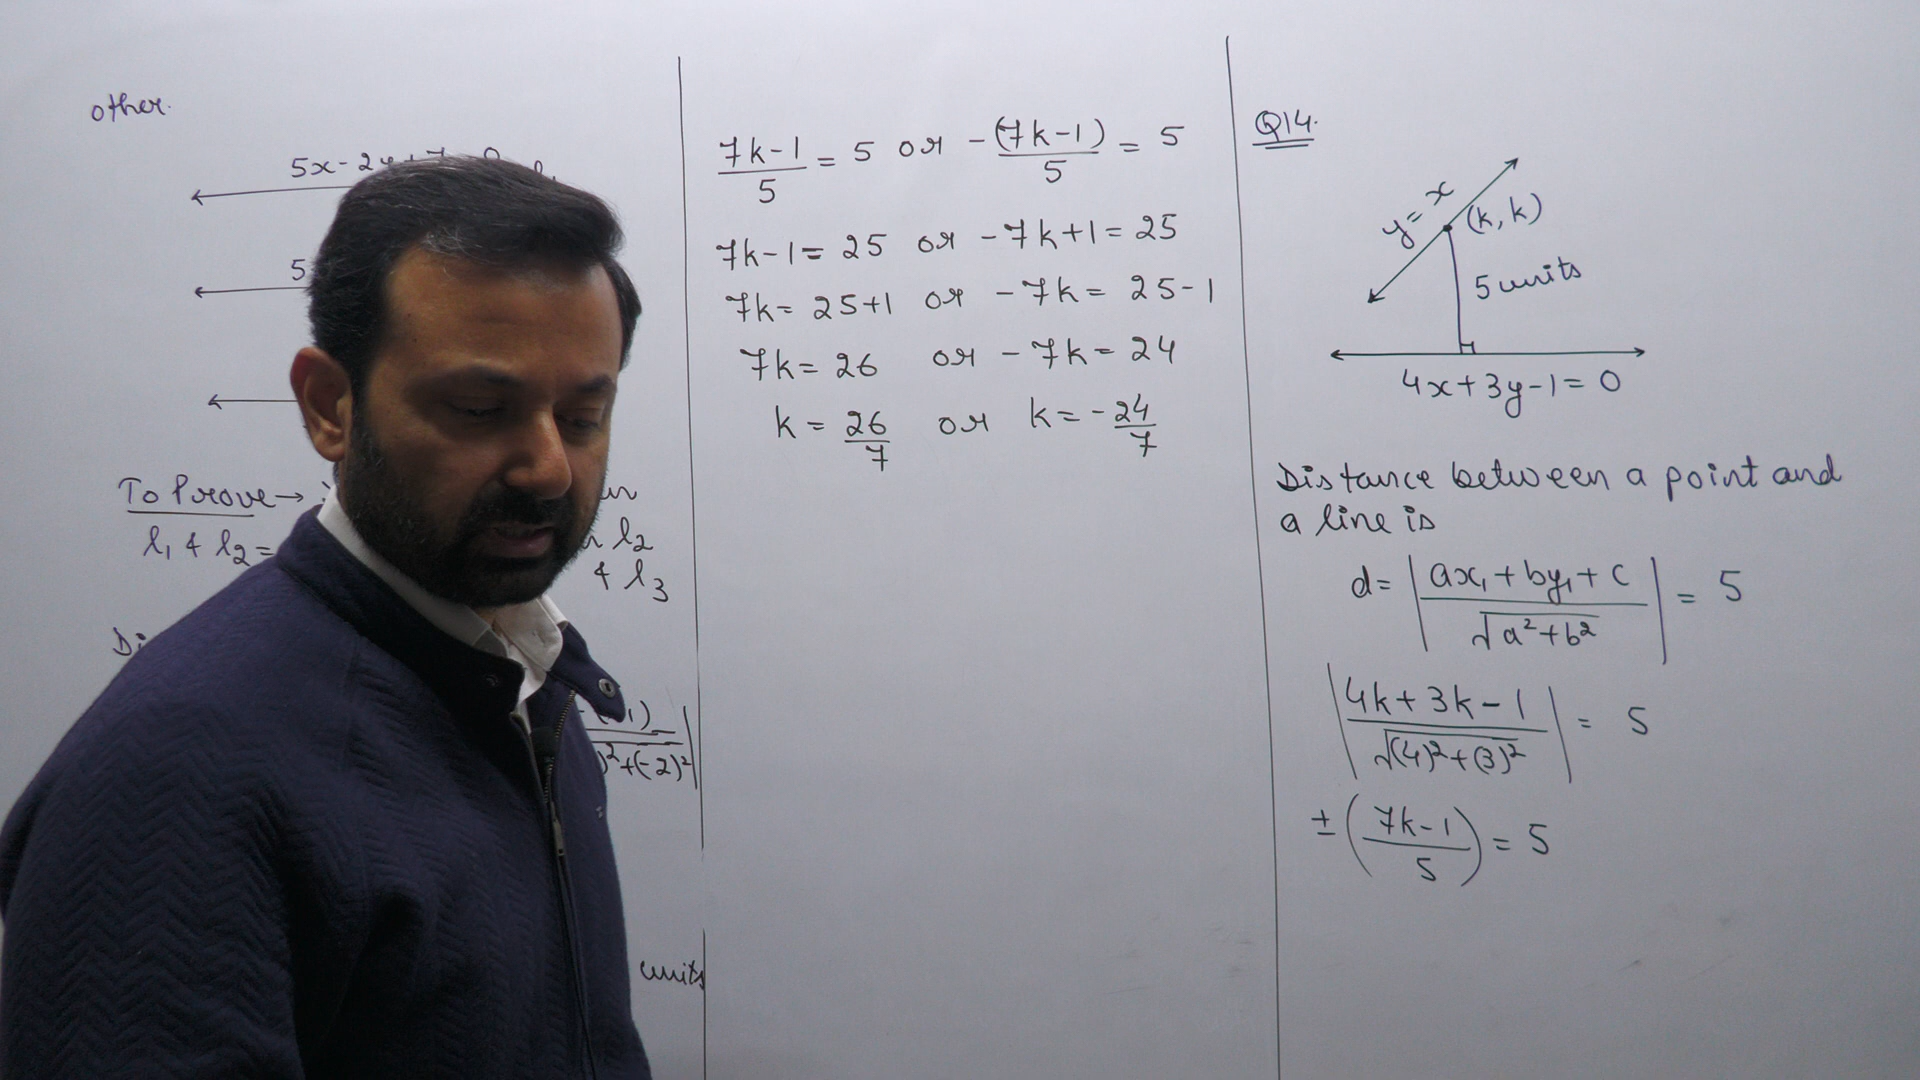 other.
5x-2y+7
5
To Prove →
l₁ & l₂ =
l₂
& l₃
²+(-2)²
units
(7k-1)/5 = 5 or -(7k-1)/5 = 5
7k-1 = 25 or -7k+1 = 25
7k = 25+1 or -7k = 25-1
7k = 26 or -7k = 24
k = 26/7 or k = -24/7
Q14.
y = x
(k, k)
5 units
4x+3y-1 = 0
Distance between a point and
a line is
d = |(ax₁+by₁+c)/√(a²+b²)| = 5
|(4k+3k-1)/√((4)²+(3)²)| = 5
±((7k-1)/5) = 5